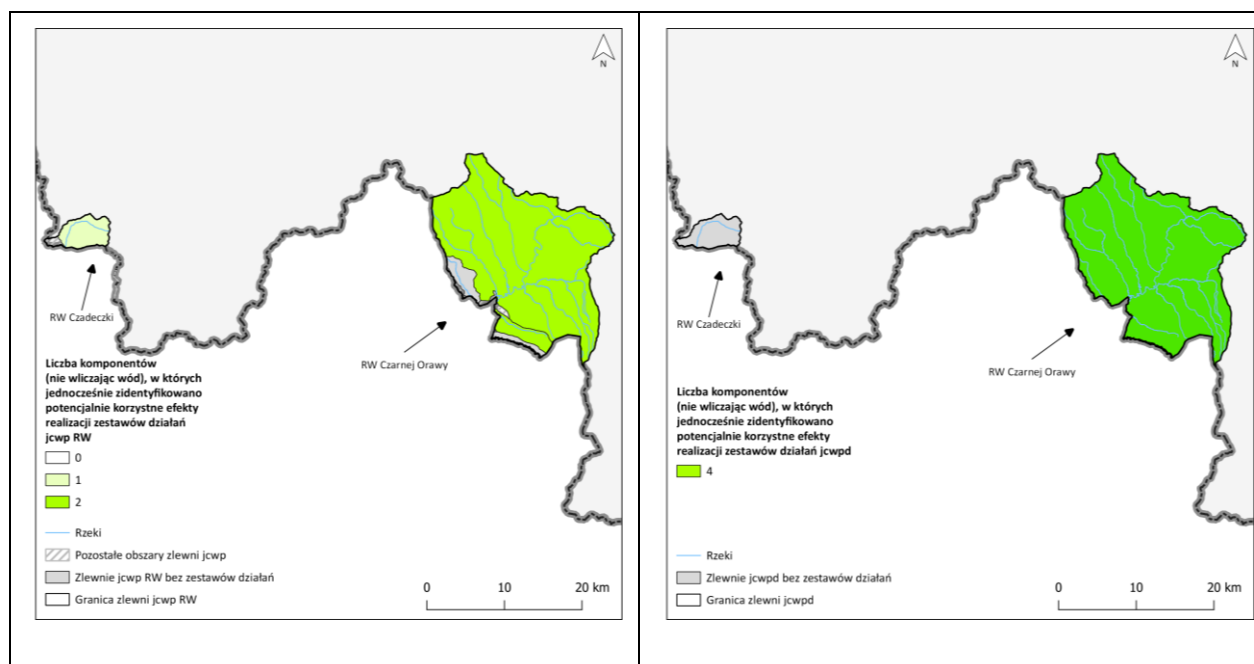 N
RW Czadeczki
RW Czarnej Orawy
Liczba komponentów
(nie wliczając wód), w których
jednocześnie zidentyfikowano
potencjalnie korzystne efekty
realizacji zestawów działań
jcwp RW
0
1
2
Rzeki
Pozostałe obszary zlewni jcwp
Zlewnie jcwp RW bez zestawów działań
Granica zlewni jcwp RW
0 10 20 km
N
RW Czadeczki
RW Czarnej Orawy
Liczba komponentów
(nie wliczając wód), w których
jednocześnie zidentyfikowano
potencjalnie korzystne efekty
realizacji zestawów działań jcwpd
4
Rzeki
Zlewnie jcwpd bez zestawów działań
Granica zlewni jcwpd
0 10 20 km